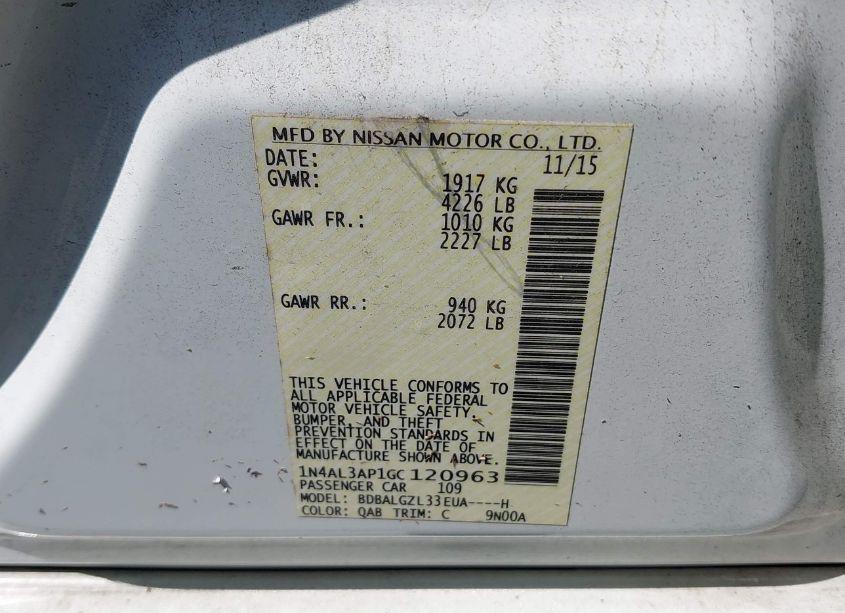 MFD BY NISSAN MOTOR CO., LTD.
DATE: 11/15
GVWR: 1917 KG
4226 LB
GAWR FR.: 1010 KG
2227 LB
GAWR RR.: 940 KG
2072 LB
THIS VEHICLE CONFORMS TO
ALL APPLICABLE FEDERAL
MOTOR VEHICLE SAFETY,
BUMPER, AND THEFT
PREVENTION STANDARDS IN
EFFECT ON THE DATE OF
MANUFACTURE SHOWN ABOVE.
1N4AL3AP1GC120963
PASSENGER CAR 109
MODEL: BDBALGZL33EUA----H
COLOR: QAB TRIM: C 9N00A